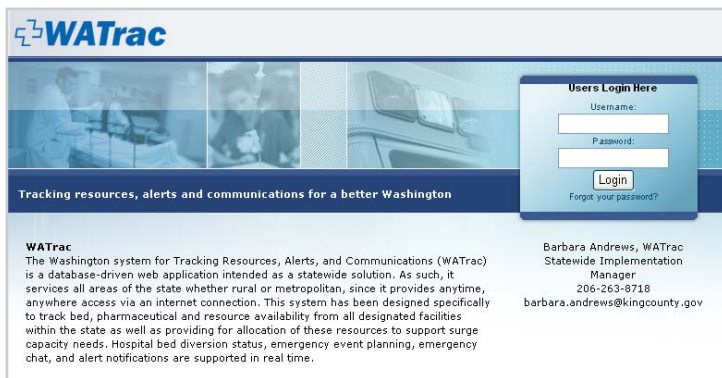 WATrac
Users Login Here
Username:
Password:
Login
Forgot your password?
Tracking resources, alerts and communications for a better Washington
WATrac
The Washington system for Tracking Resources, Alerts, and Communications (WATrac)
is a database-driven web application intended as a statewide solution. As such, it
services all areas of the state whether rural or metropolitan, since it provides anytime,
anywhere access via an internet connection. This system has been designed specifically
to track bed, pharmaceutical and resource availability from all designated facilities
within the state as well as providing for allocation of these resources to support surge
capacity needs. Hospital bed diversion status, emergency event planning, emergency
chat, and alert notifications are supported in real time.
Barbara Andrews, WATrac
Statewide Implementation
Manager
206-263-8718
barbara.andrews@kingcounty.gov